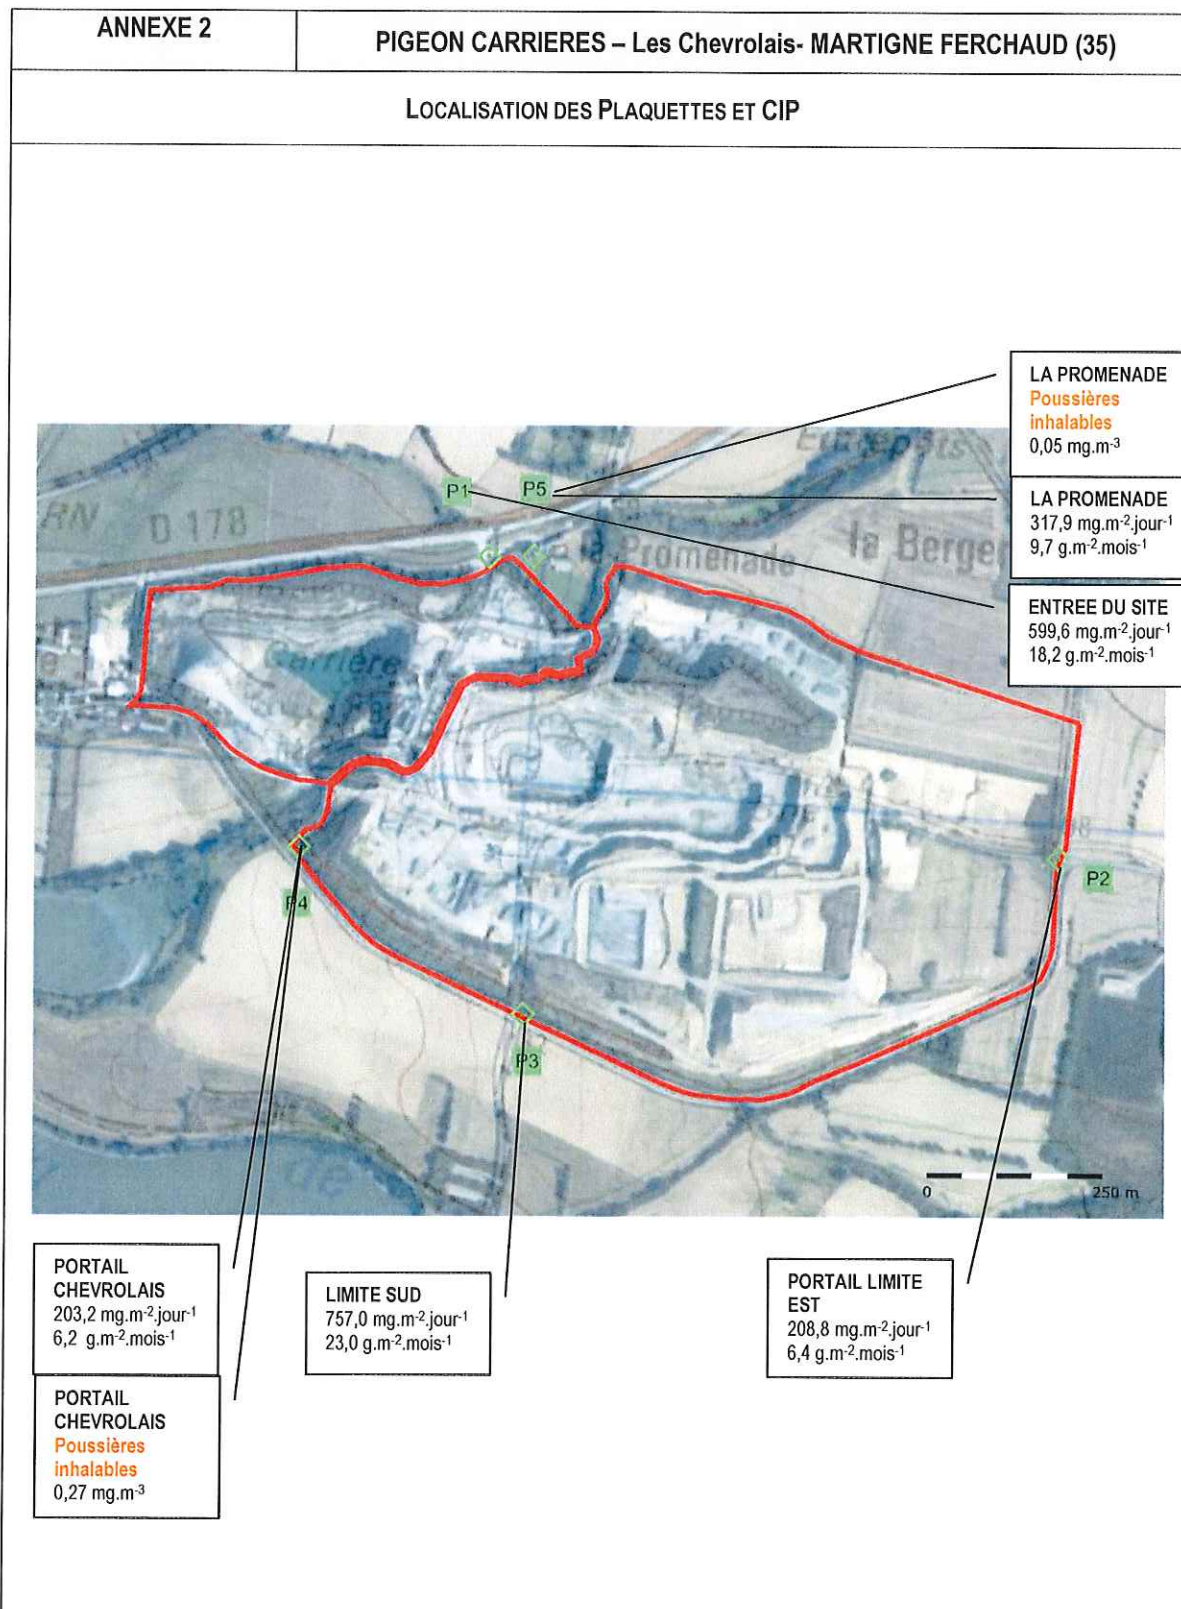 ANNEXE 2
PIGEON CARRIERES – Les Chevrolais- MARTIGNE FERCHAUD (35)
LOCALISATION DES PLAQUETTES ET CIP
LA PROMENADE
Poussières
inhalables
0,05 mg.m-3
LA PROMENADE
317,9 mg.m-2.jour-1
9,7 g.m-2.mois-1
ENTREE DU SITE
599,6 mg.m-2.jour-1
18,2 g.m-2.mois-1
Entrepôts
P1
P5
RN
D 178
la Promenade
la Berger
Carrière
P2
P4
P3
0
250 m
PORTAIL
CHEVROLAIS
203,2 mg.m-2.jour-1
6,2 g.m-2.mois-1
LIMITE SUD
757,0 mg.m-2.jour-1
23,0 g.m-2.mois-1
PORTAIL LIMITE
EST
208,8 mg.m-2.jour-1
6,4 g.m-2.mois-1
PORTAIL
CHEVROLAIS
Poussières
inhalables
0,27 mg.m-3